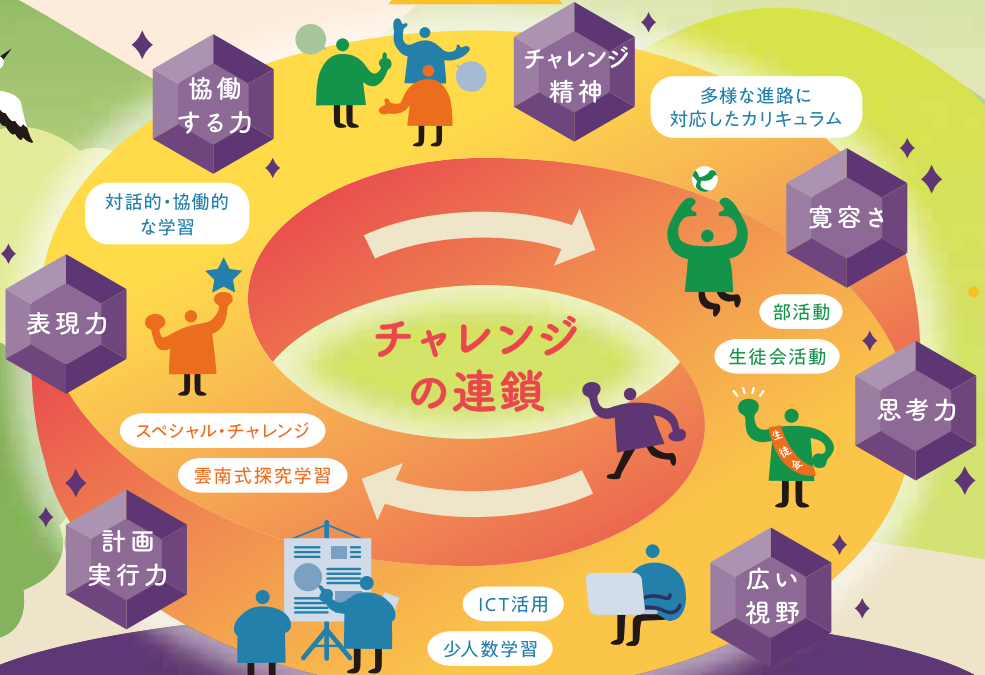 チャレンジ
精神
協働
する力
多様な進路に
対応したカリキュラム
寛容さ
対話的・協働的
な学習
表現力
部活動
生徒会活動
チャレンジ
の連鎖
思考力
スペシャル・チャレンジ
雲南式探究学習
生徒会
計画
実行力
広い
視野
ICT活用
少人数学習